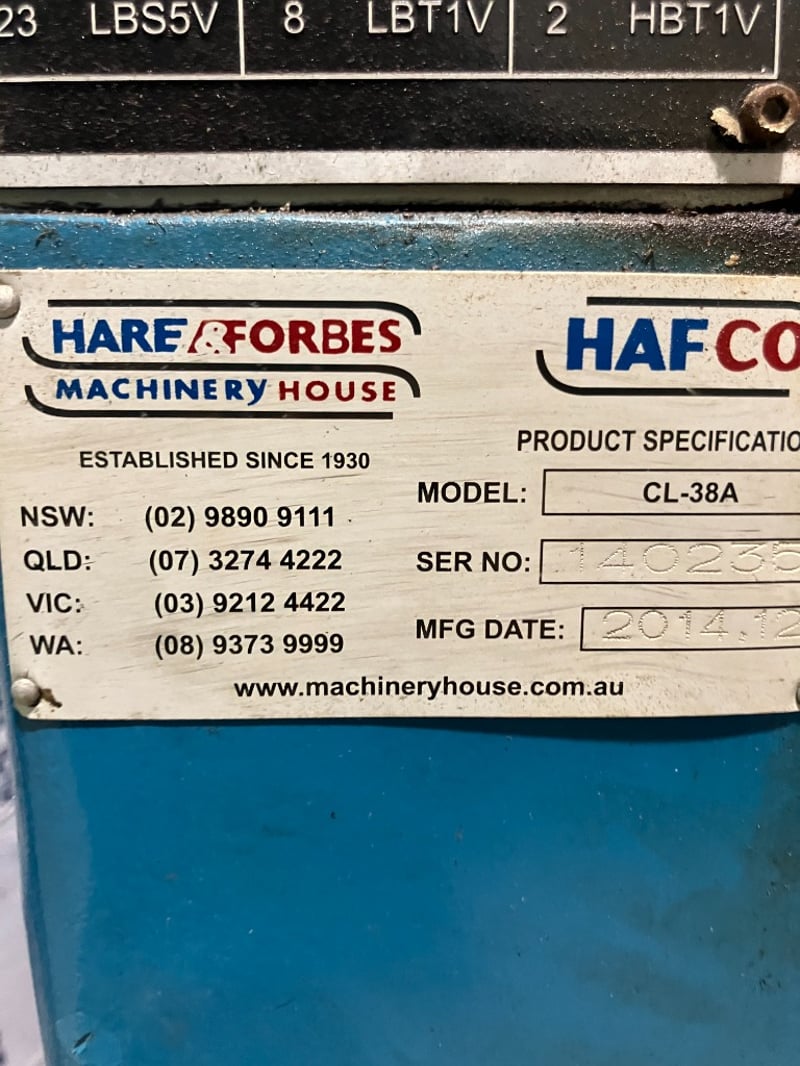 23 LBS5V 8 LBT1V 2 HBT1V
HARE & FORBES
MACHINERY HOUSE
ESTABLISHED SINCE 1930
NSW: (02) 9890 9111
QLD: (07) 3274 4222
VIC: (03) 9212 4422
WA: (08) 9373 9999
HAFCO
PRODUCT SPECIFICATIO
MODEL: CL-38A
SER NO: 140235
MFG DATE: 2014.12
www.machineryhouse.com.au